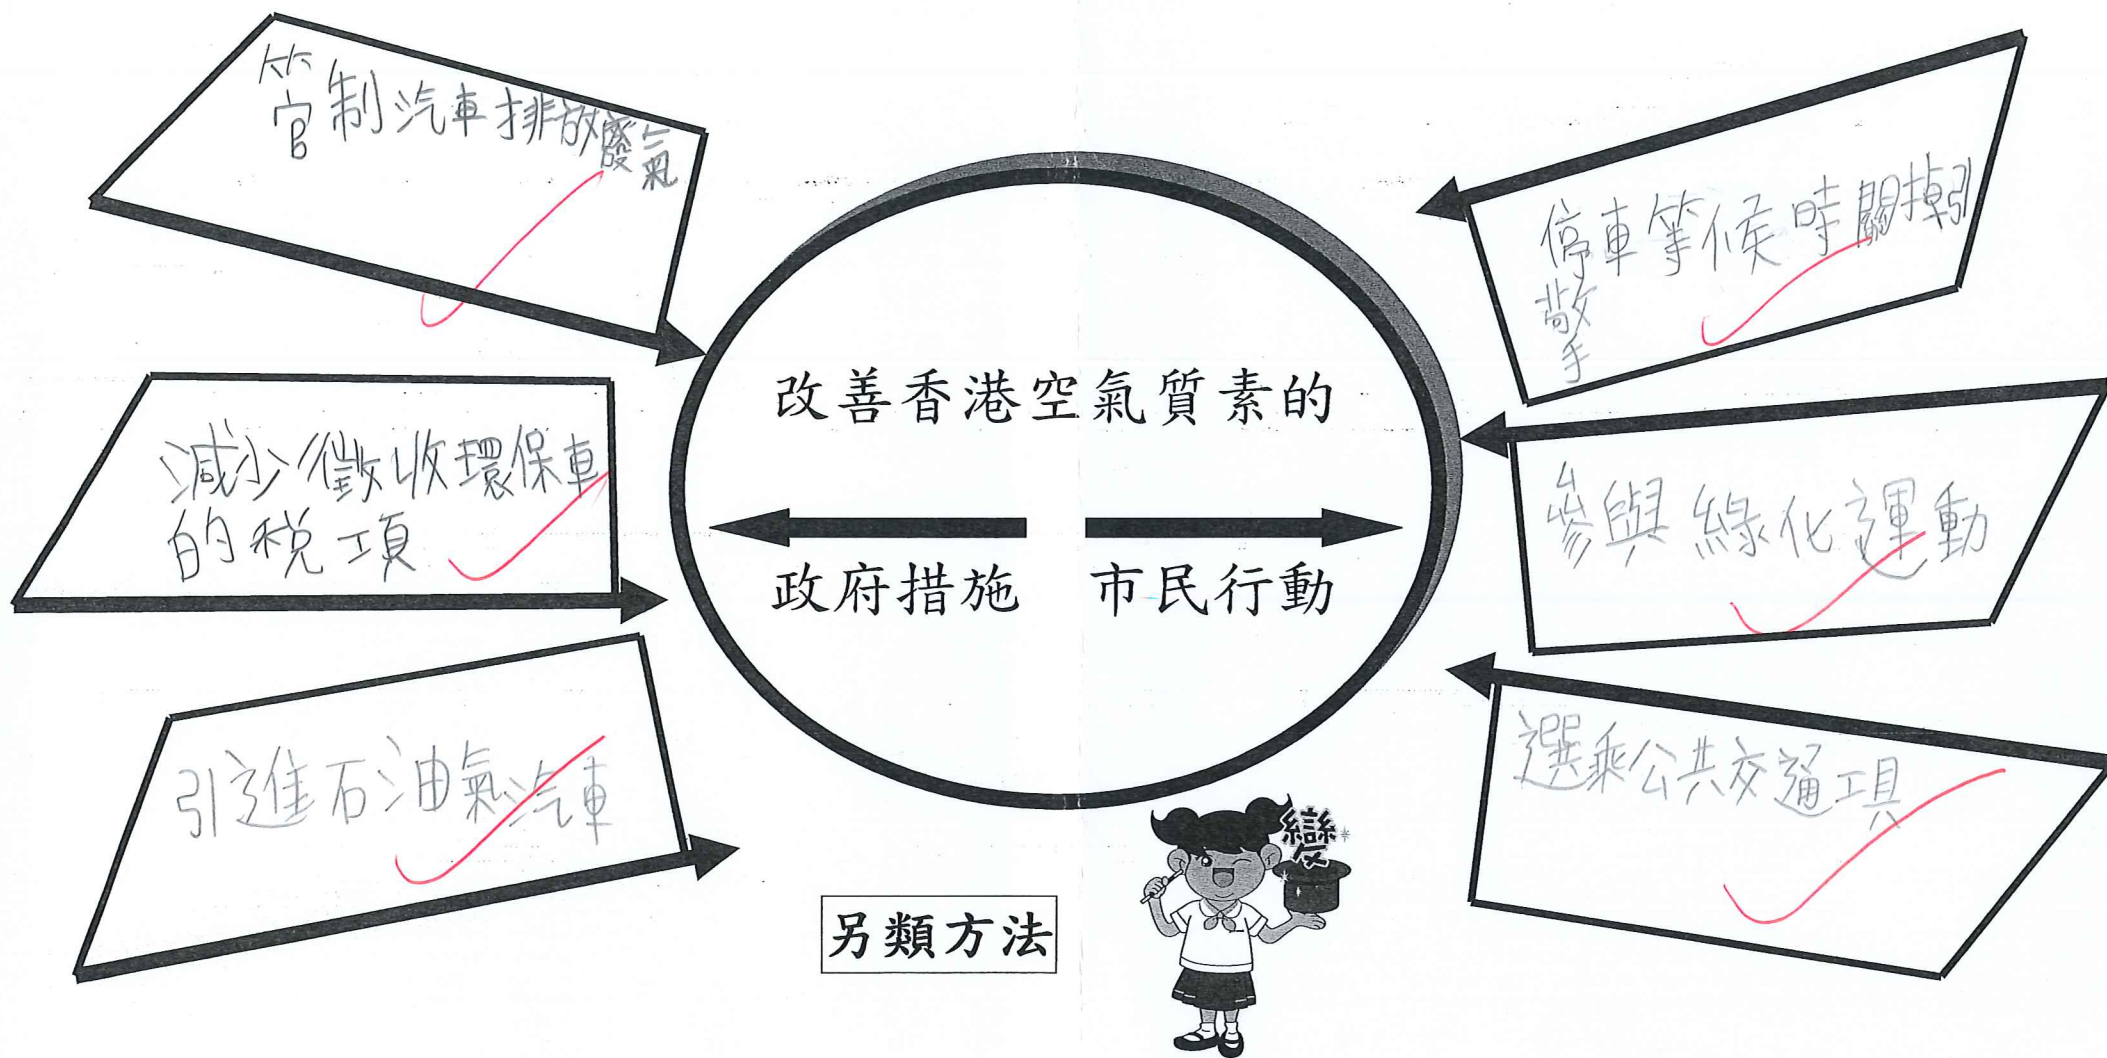 管制汽車排放廢氣
減少徵收環保車
的稅項
引進石油氣汽車
改善香港空氣質素的
政府措施
市民行動
停車等候時關掉引
擎
參與綠化運動
選乘公共交通工具
另類方法
變